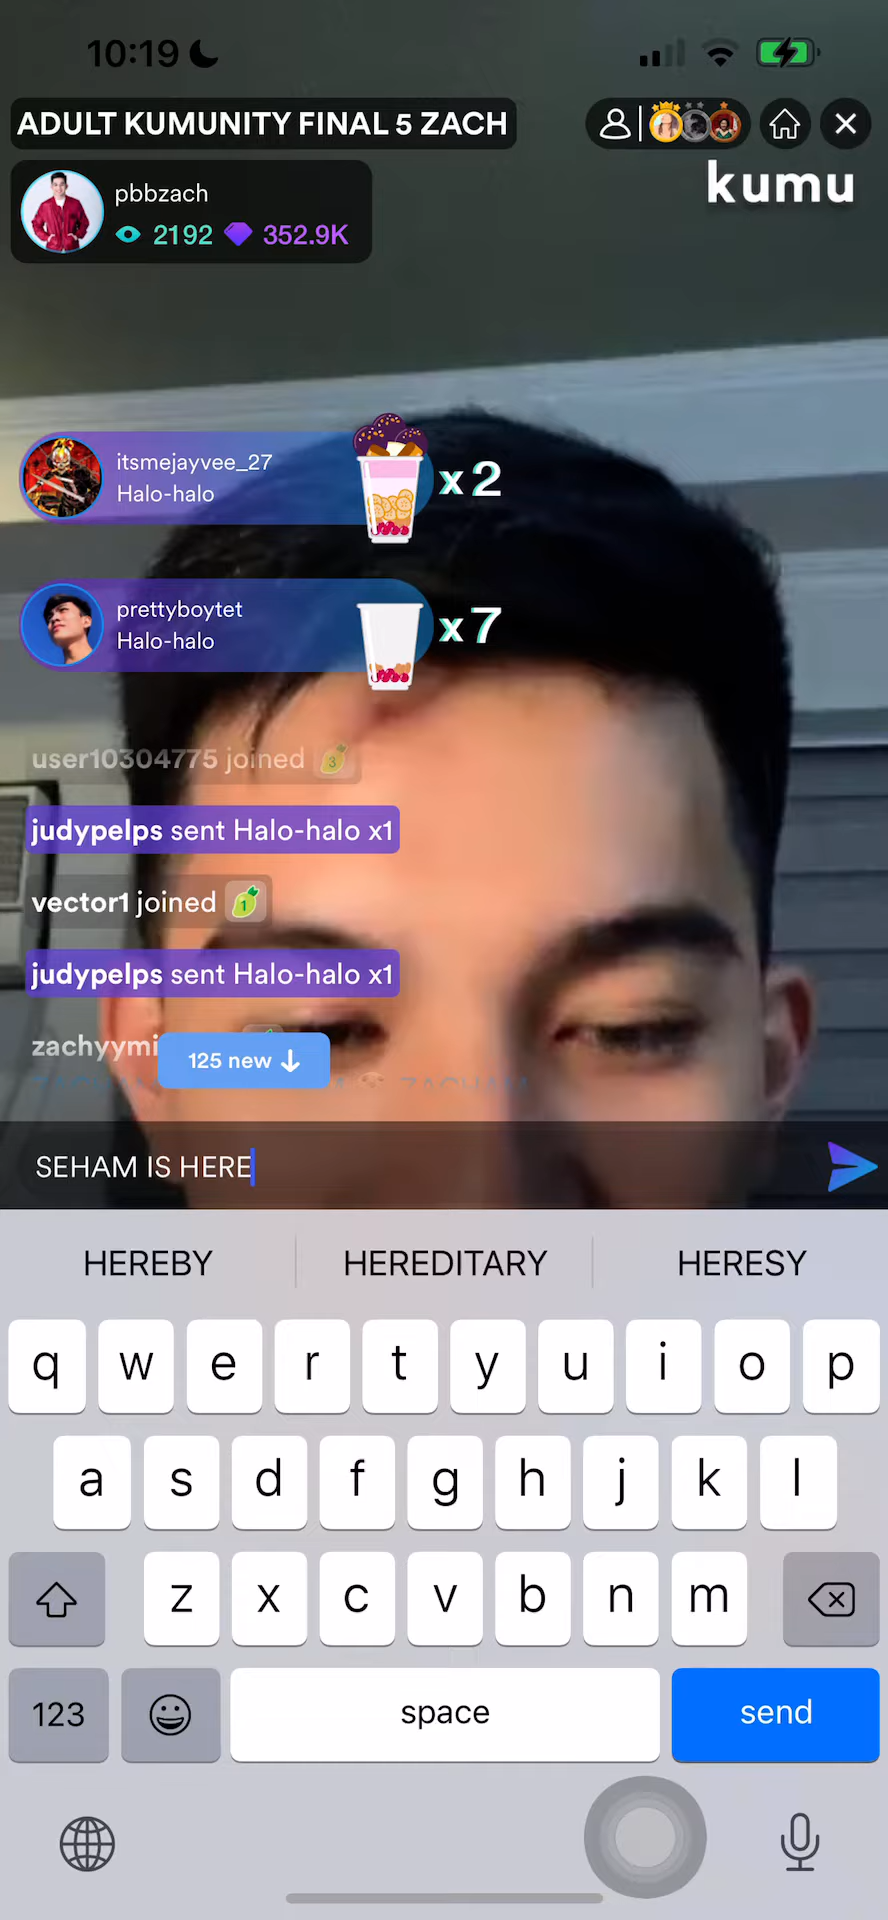 10:19
ADULT KUMUNITY FINAL 5 ZACH
kumu
pbbzach
2192 352.9K
itsmejayvee_27
Halo-halo
x2
prettyboytet
Halo-halo
x7
user10304775 joined 3
judypelps sent Halo-halo x1
vector1 joined 1
judypelps sent Halo-halo x1
zachyymi
125 new
ZACHAM
SEHAM IS HERE
HEREBY HEREDITARY HERESY
q w e r t y u i o p
a s d f g h j k l
z x c v b n m
123 space send